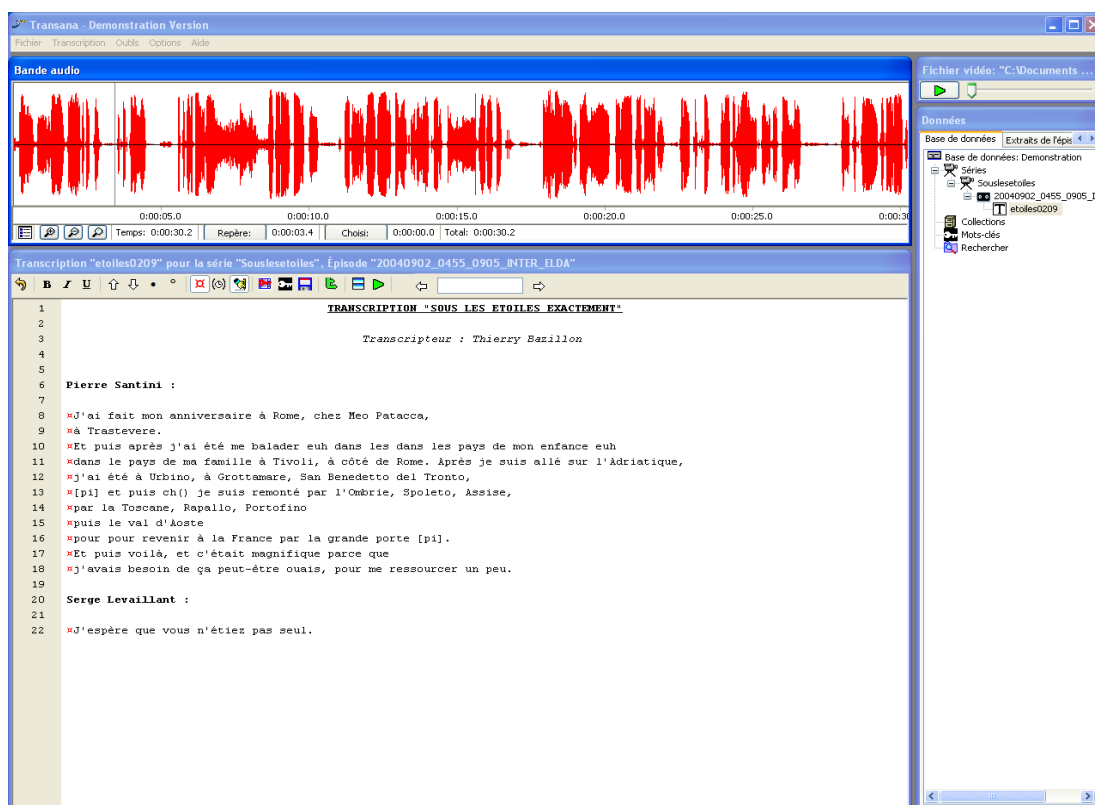 Transana - Demonstration Version
Fichier Transcription Outils Options Aide
Bande audio
0:00:05.0 0:00:10.0 0:00:15.0 0:00:20.0 0:00:25.0 0:00:30
Temps: 0:00:30.2 Repère: 0:00:03.4 Choisi: 0:00:00.0 Total: 0:00:30.2
Fichier vidéo: "C:\Documents ...
Données
Base de données Extraits de l'épis
Base de données: Demonstration
Séries
Souslesetoiles
20040902_0455_0905_I
etoiles0209
Collections
Mots-clés
Rechercher
Transcription "etoiles0209" pour la série "Souslesetoiles", Épisode "20040902_0455_0905_INTER_ELDA"
B I U
1 TRANSCRIPTION "SOUS LES ETOILES EXACTEMENT"
2
3 Transcripteur : Thierry Bazillon
4
5
6 Pierre Santini :
7
8 ¤J'ai fait mon anniversaire à Rome, chez Meo Patacca,
9 ¤à Trastevere.
10 ¤Et puis après j'ai été me balader euh dans les dans les pays de mon enfance euh
11 ¤dans le pays de ma famille à Tivoli, à côté de Rome. Après je suis allé sur l'Adriatique,
12 ¤j'ai été à Urbino, à Grottamare, San Benedetto del Tronto,
13 ¤[pi] et puis ch() je suis remonté par l'Ombrie, Spoleto, Assise,
14 ¤par la Toscane, Rapallo, Portofino
15 ¤puis le val d'Aoste
16 ¤pour pour revenir à la France par la grande porte [pi].
17 ¤Et puis voilà, et c'était magnifique parce que
18 ¤j'avais besoin de ça peut-être ouais, pour me ressourcer un peu.
19
20 Serge Levaillant :
21
22 ¤J'espère que vous n'étiez pas seul.